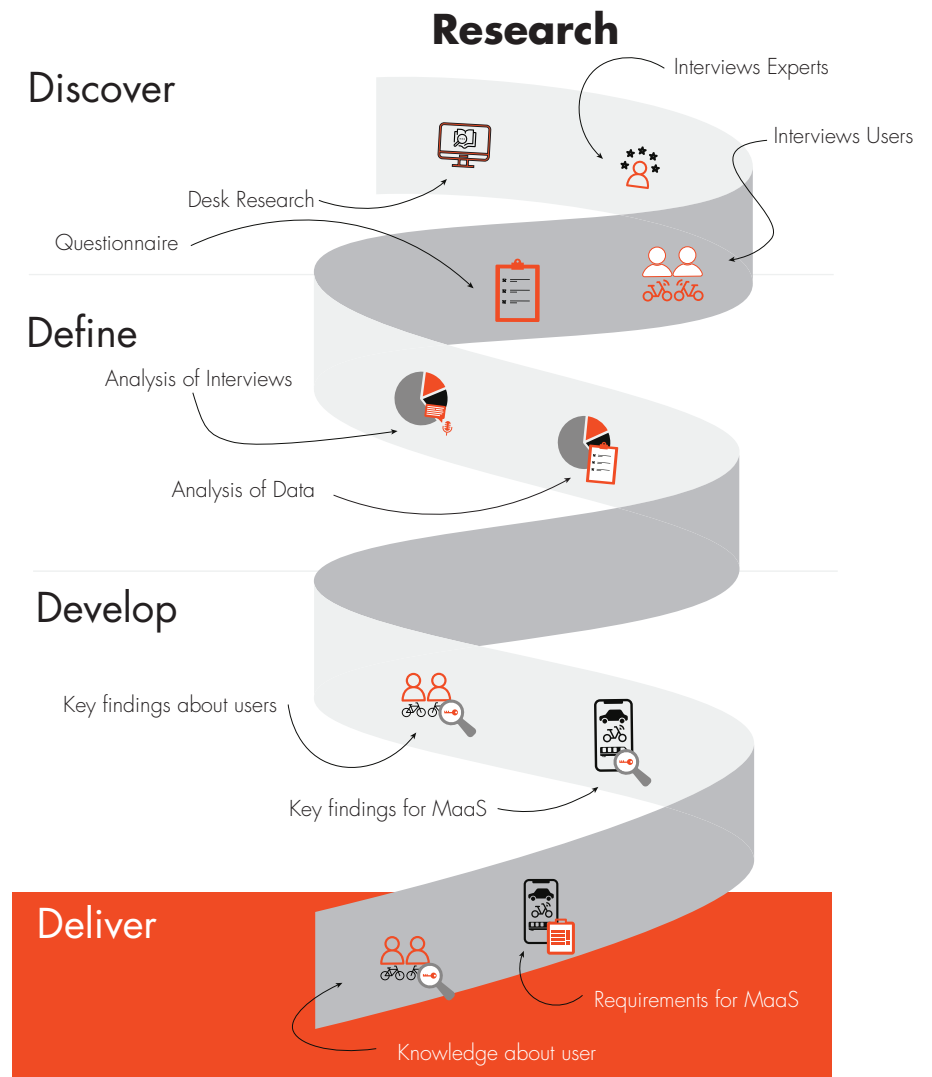 Research
Discover
Interviews Experts
Interviews Users
Desk Research
Questionnaire
Define
Analysis of Interviews
Analysis of Data
Develop
Key findings about users
Key findings for MaaS
Deliver
Requirements for MaaS
Knowledge about user